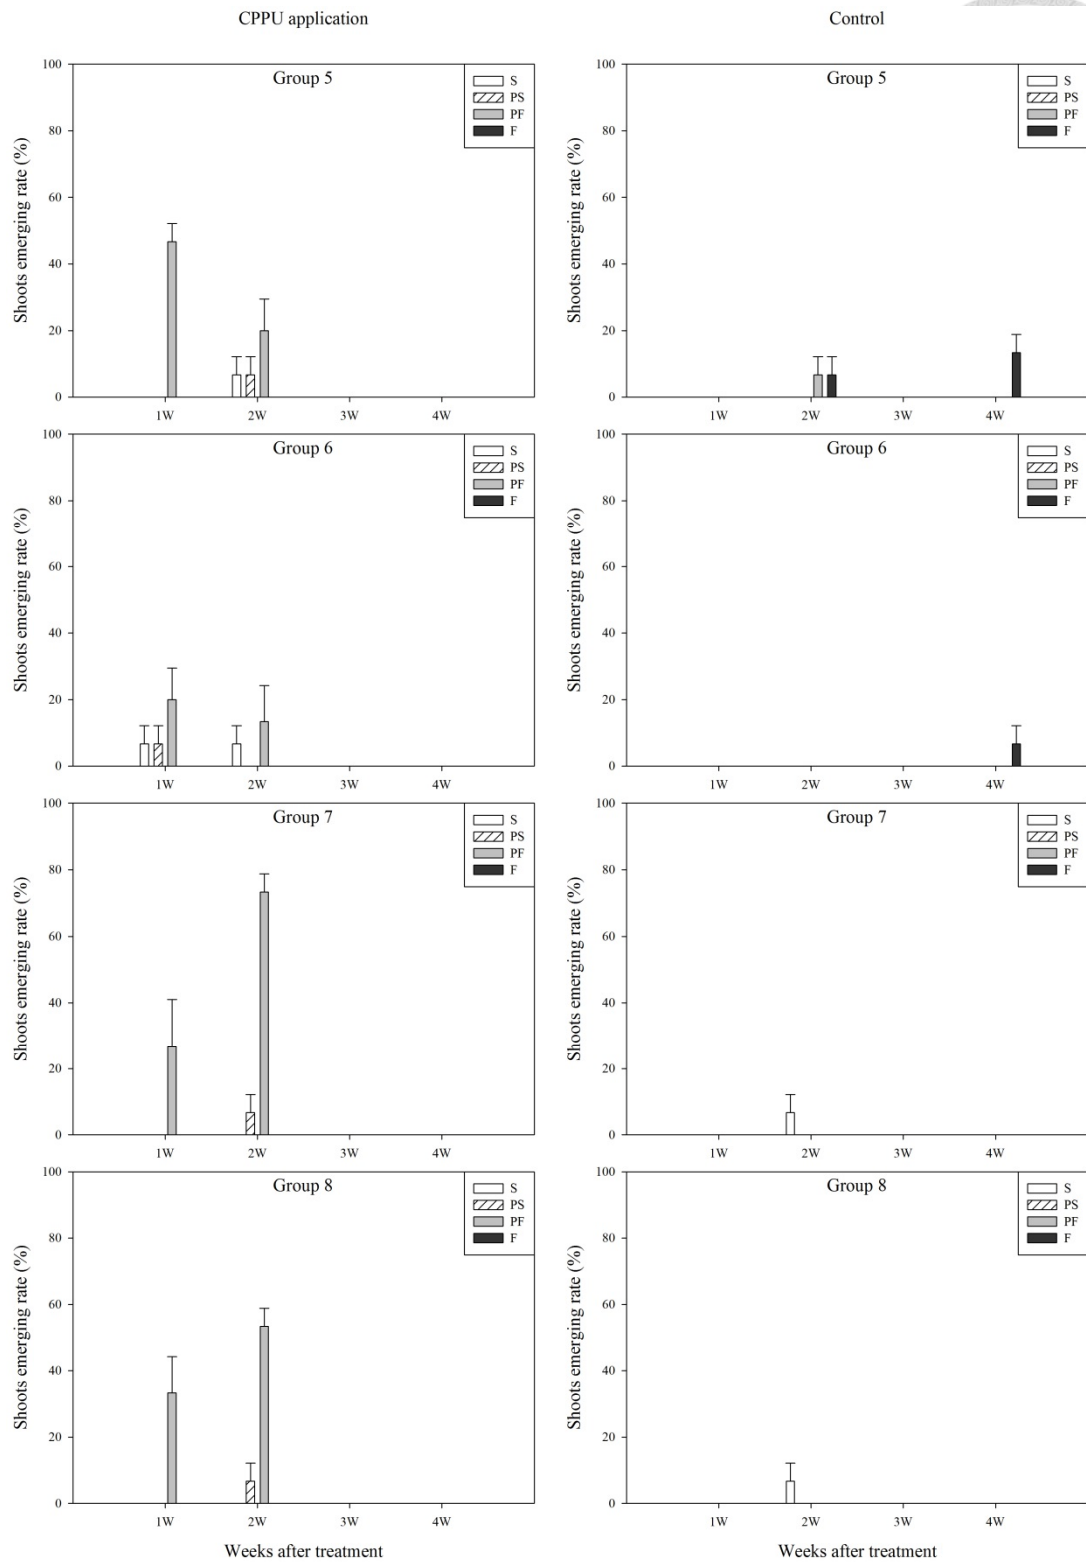 CPPU application
Control
Group 5
S
PS
PF
F
Shoots emerging rate (%)
100
80
60
40
20
0
1W 2W 3W 4W
Group 5
S
PS
PF
F
Shoots emerging rate (%)
100
80
60
40
20
0
1W 2W 3W 4W
Group 6
S
PS
PF
F
Shoots emerging rate (%)
100
80
60
40
20
0
1W 2W 3W 4W
Group 6
S
PS
PF
F
Shoots emerging rate (%)
100
80
60
40
20
0
1W 2W 3W 4W
Group 7
S
PS
PF
F
Shoots emerging rate (%)
100
80
60
40
20
0
1W 2W 3W 4W
Group 7
S
PS
PF
F
Shoots emerging rate (%)
100
80
60
40
20
0
1W 2W 3W 4W
Group 8
S
PS
PF
F
Shoots emerging rate (%)
100
80
60
40
20
0
1W 2W 3W 4W
Weeks after treatment
Group 8
S
PS
PF
F
Shoots emerging rate (%)
100
80
60
40
20
0
1W 2W 3W 4W
Weeks after treatment